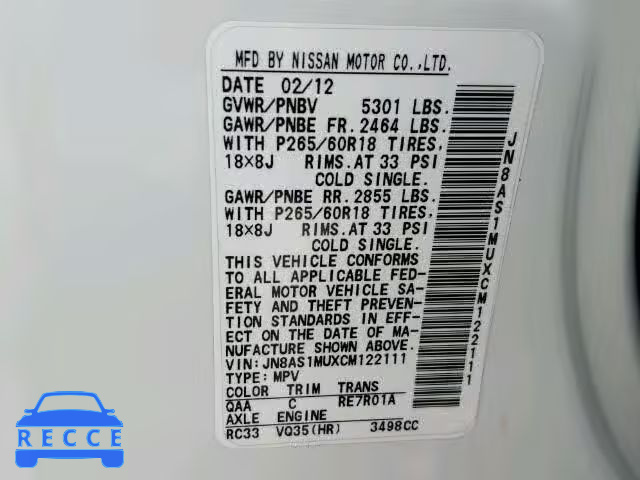 MFD BY NISSAN MOTOR CO.,LTD.
DATE 02/12
GVWR/PNBV 5301 LBS.
GAWR/PNBE FR. 2464 LBS.
WITH P265/60R18 TIRES,
18×8J RIMS. AT 33 PSI
COLD SINGLE.
GAWR/PNBE RR. 2855 LBS.
WITH P265/60R18 TIRES,
18×8J RIMS. AT 33 PSI
COLD SINGLE.
THIS VEHICLE CONFORMS
TO ALL APPLICABLE FED-
ERAL MOTOR VEHICLE SA-
FETY AND THEFT PREVEN-
TION STANDARDS IN EFF-
ECT ON THE DATE OF MA-
NUFACTURE SHOWN ABOVE.
VIN: JN8AS1MUXCM122111
TYPE: MPV
COLOR TRIM TRANS
QAA C RE7R01A
AXLE ENGINE
RC33 VQ35(HR) 3498CC
JN8AS1MUXCM122111
RECCE